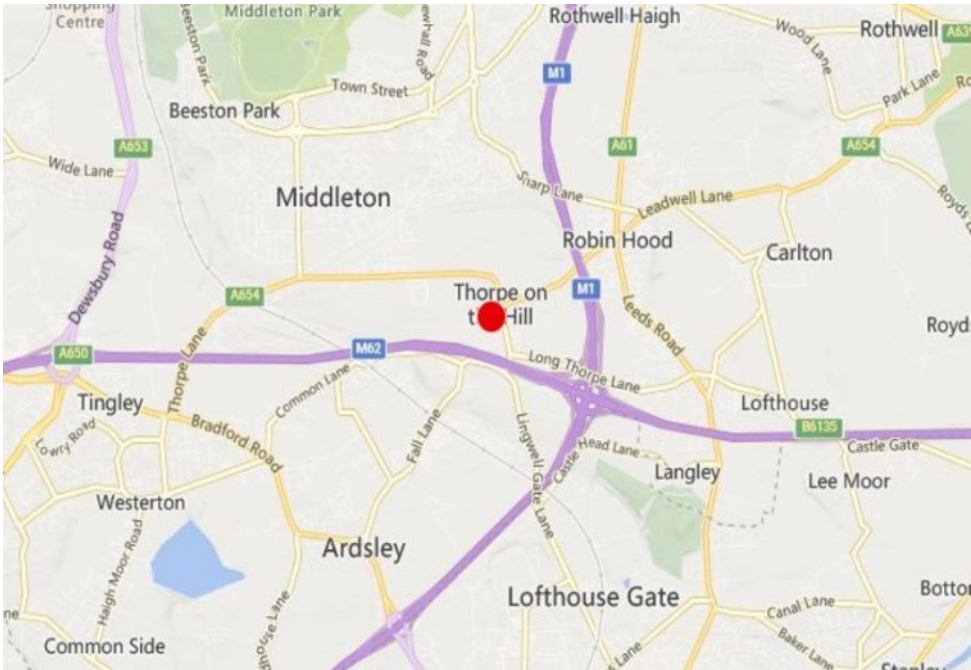 Shopping
Centre
Middleton Park
Rothwell Haigh
Rothwell
Wood Lane
Beeston Park
Town Street
M1
Park Lane
Beeston Park
A653
A61
A654
Wide Lane
Sharp Lane
Leadwell Lane
Middleton
Robin Hood
Carlton
Dewsbury Road
A654
Thorpe on
Hill
M1
Leeds Road
A650
M62
Thorpe Lane
Long Thorpe Lane
Common Lane
Tingley
Lofthouse
B6135
Bradford Road
Fall Lane
Lingwell Gate Lane
Castle
Head Lane
Castle Gate
Lowry Road
Langley
Lee Moor
Westerton
Haigh Moor Road
Ardsley
Lofthouse Gate
Canal Lane
Baker Lane
Common Side
Stanley